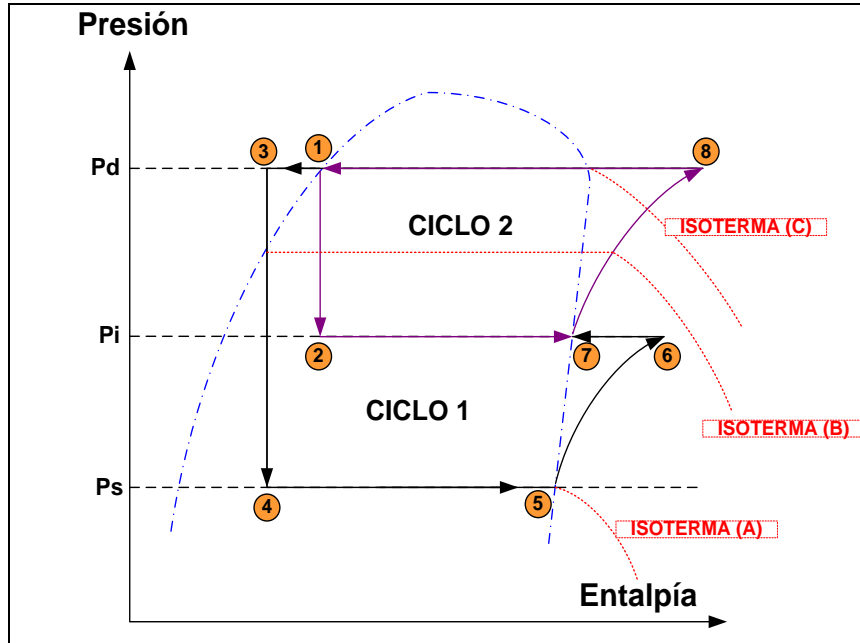 Presión
3
1
8
Pd
CICLO 2
ISOTERMA (C)
Pi
2
7
6
CICLO 1
ISOTERMA (B)
Ps
4
5
ISOTERMA (A)
Entalpía